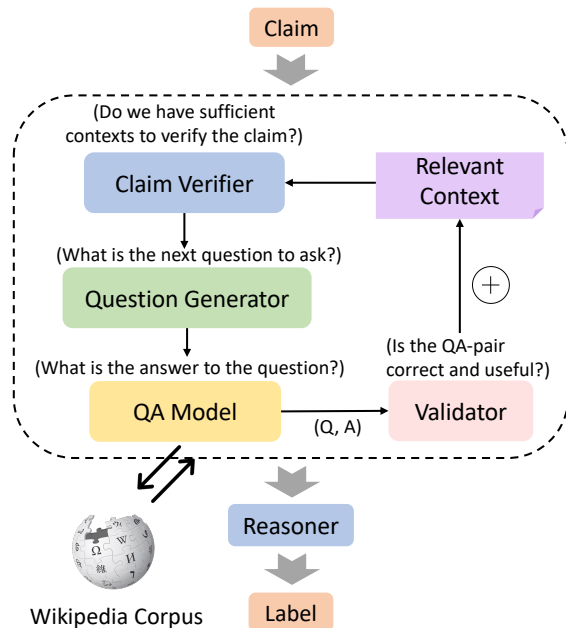 Claim
(Do we have sufficient
contexts to verify the claim?)
Claim Verifier
Relevant
Context
(What is the next question to ask?)
Question Generator
+
(What is the answer to the question?)
(Is the QA-pair
correct and useful?)
QA Model
(Q, A)
Validator
Reasoner
Wikipedia Corpus
Label